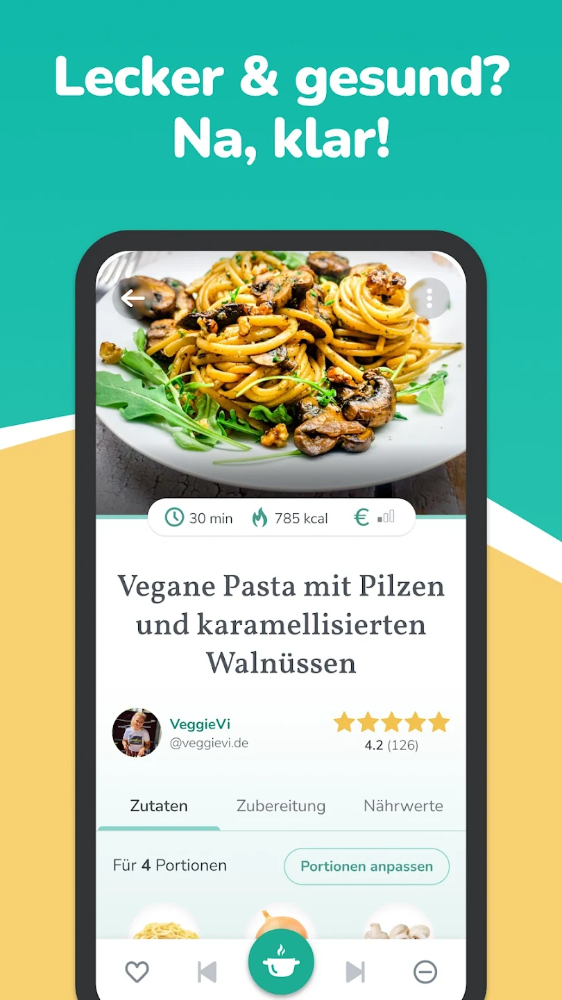 Lecker & gesund?
Na, klar!
30 min 785 kcal €
Vegane Pasta mit Pilzen
und karamellisierten
Walnüssen
VeggieVi
@veggievi.de
4.2 (126)
Zutaten Zubereitung Nährwerte
Für 4 Portionen
Portionen anpassen